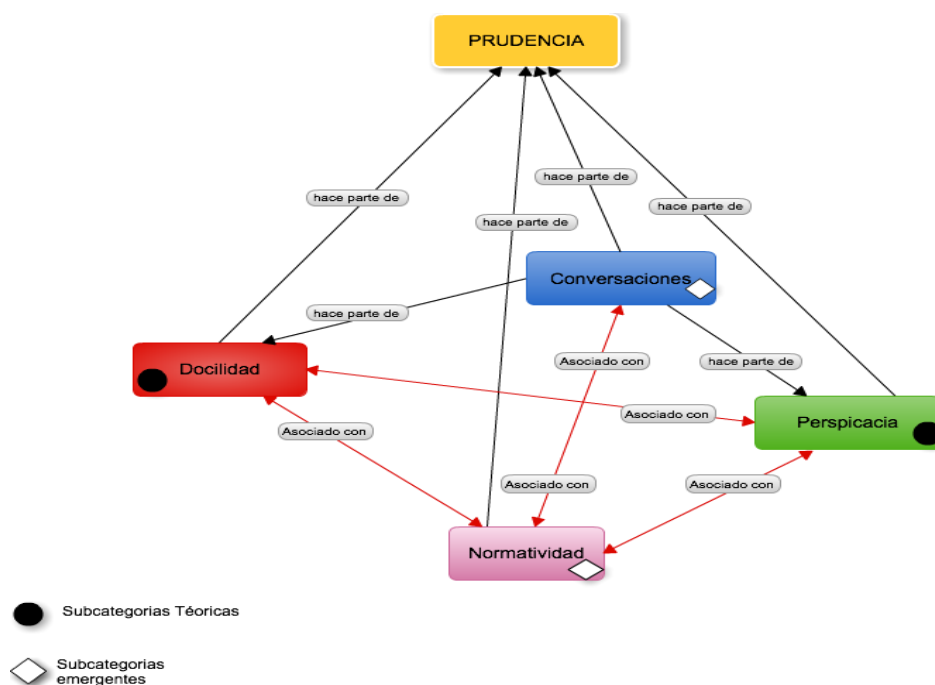 PRUDENCIA
hace parte de
hace parte de
hace parte de
hace parte de
Conversaciones
hace parte de
Docilidad
Asociado con
hace parte de
Asociado con
Perspicacia
Asociado con
Asociado con
Asociado con
Normatividad
Subcategorias Téoricas
Subcategorias
emergentes